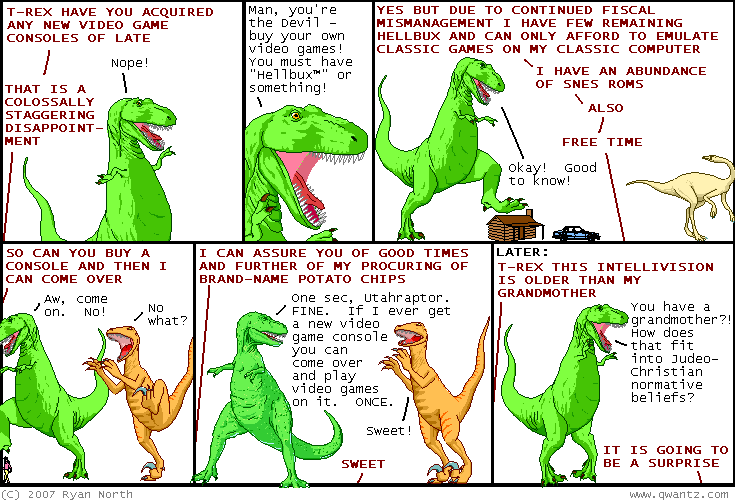 T-REX HAVE YOU ACQUIRED
ANY NEW VIDEO GAME
CONSOLES OF LATE
Nope!
THAT IS A
COLOSSALLY
STAGGERING
DISAPPOINT-
MENT
Man, you're
the Devil -
buy your own
video games!
You must have
"Hellbux™" or
something!
YES BUT DUE TO CONTINUED FISCAL
MISMANAGEMENT I HAVE FEW REMAINING
HELLBUX AND CAN ONLY AFFORD TO EMULATE
CLASSIC GAMES ON MY CLASSIC COMPUTER
I HAVE AN ABUNDANCE
OF SNES ROMS
ALSO
FREE TIME
Okay! Good
to know!
SO CAN YOU BUY A
CONSOLE AND THEN I
CAN COME OVER
Aw, come
on. No!
No
what?
I CAN ASSURE YOU OF GOOD TIMES
AND FURTHER OF MY PROCURING OF
BRAND-NAME POTATO CHIPS
One sec, Utahraptor.
FINE. If I ever get
a new video
game console
you can
come over
and play
video games
on it. ONCE.
Sweet!
SWEET
LATER:
T-REX THIS INTELLIVISION
IS OLDER THAN MY
GRANDMOTHER
You have a
grandmother?!
How does
that fit
into Judeo-
Christian
normative
beliefs?
IT IS GOING TO
BE A SURPRISE
(C) 2007 Ryan North
www.qwantz.com